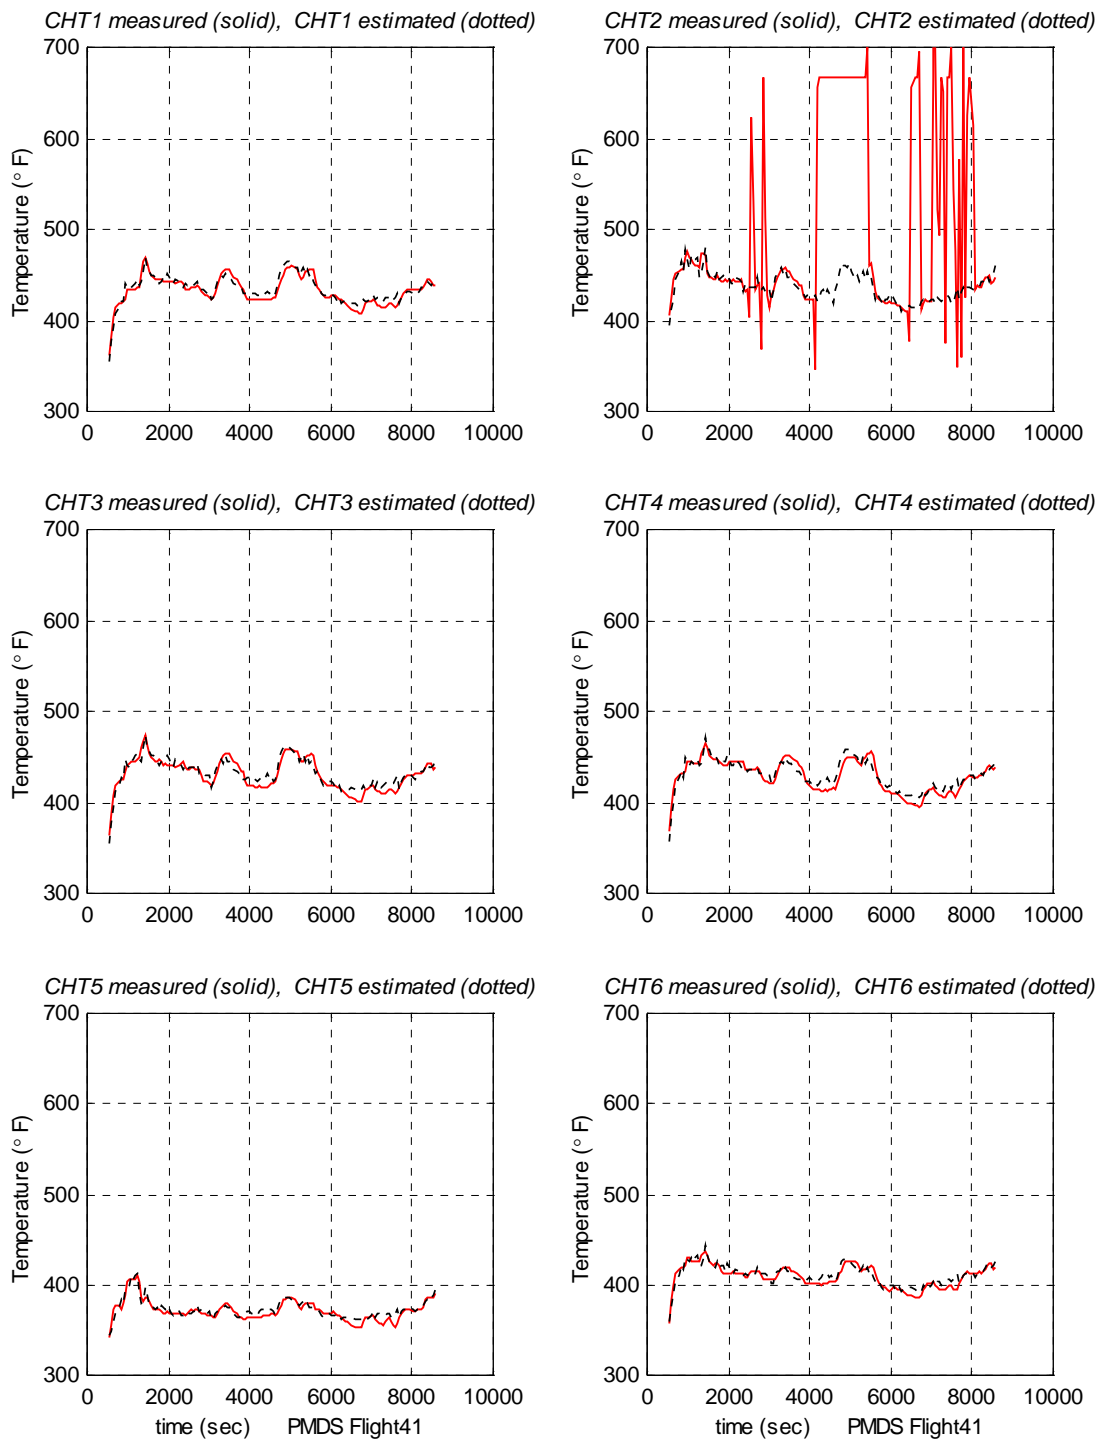 CHT1 measured (solid),  CHT1 estimated (dotted)
700
600
500
400
300
Temperature (° F)
0 2000 4000 6000 8000 10000
CHT2 measured (solid),  CHT2 estimated (dotted)
700
600
500
400
300
Temperature (° F)
0 2000 4000 6000 8000 10000
CHT3 measured (solid),  CHT3 estimated (dotted)
700
600
500
400
300
Temperature (° F)
0 2000 4000 6000 8000 10000
CHT4 measured (solid),  CHT4 estimated (dotted)
700
600
500
400
300
Temperature (° F)
0 2000 4000 6000 8000 10000
CHT5 measured (solid),  CHT5 estimated (dotted)
700
600
500
400
300
Temperature (° F)
0 2000 4000 6000 8000 10000
time (sec)
CHT6 measured (solid),  CHT6 estimated (dotted)
700
600
500
400
300
Temperature (° F)
0 2000 4000 6000 8000 10000
time (sec)
PMDS Flight41